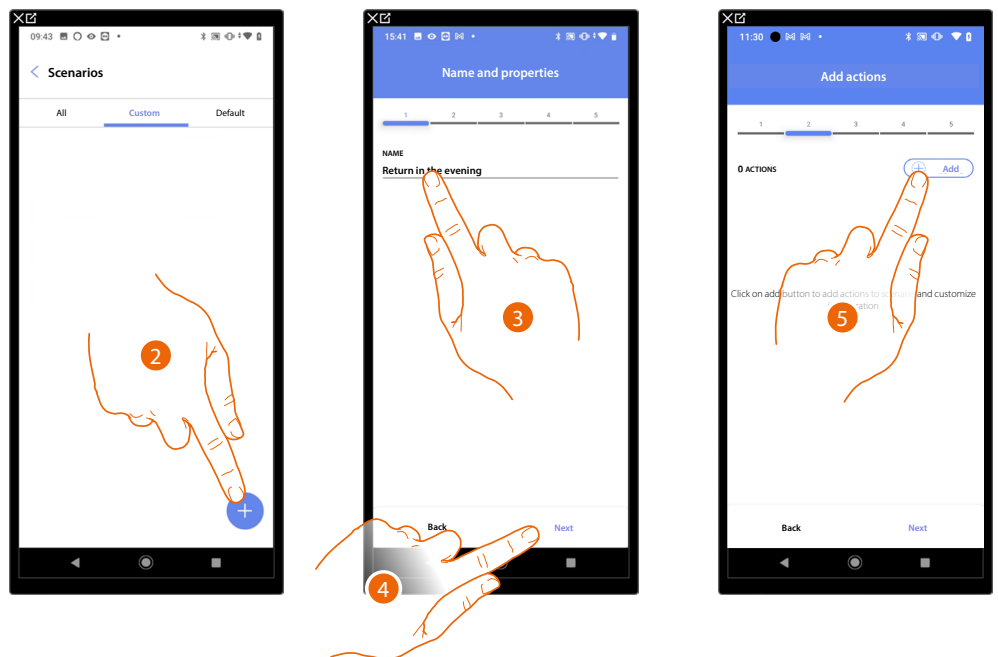 09:43
Scenarios
All Custom Default
2
15:41
Name and properties
1 2 3 4 5
NAME
Return in the evening
3
Back Next
4
11:30
Add actions
1 2 3 4 5
0 ACTIONS
Add
Click on add button to add actions to and customize
5
Back Next